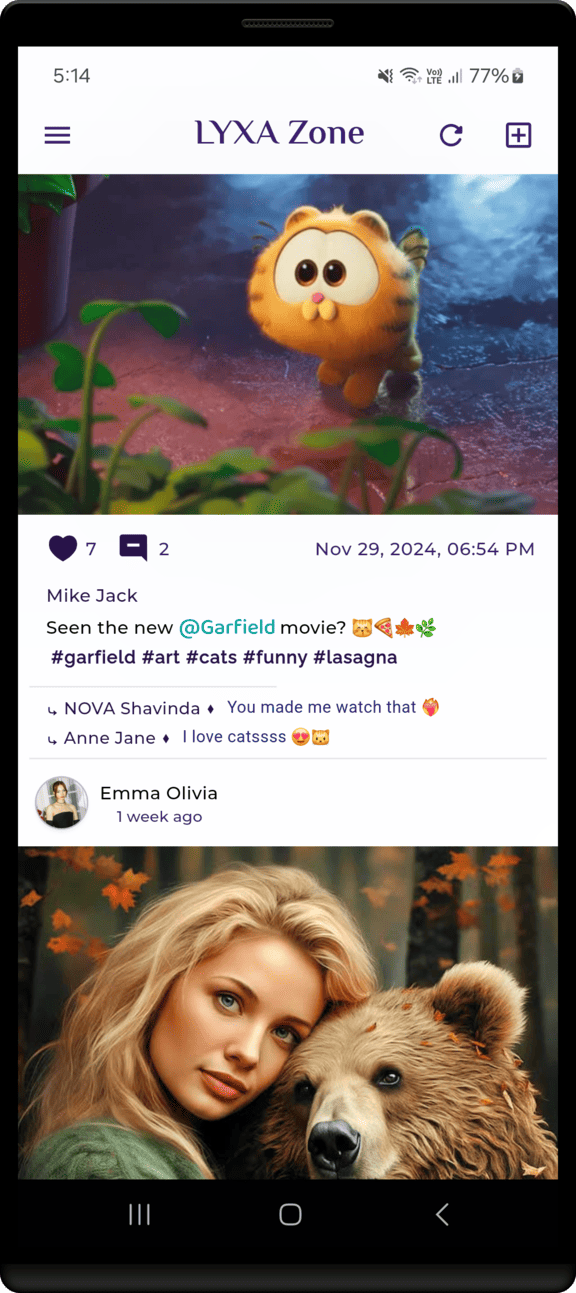 5:14 Vo)) LTE 77%
LYXA Zone
7 2 Nov 29, 2024, 06:54 PM
Mike Jack
Seen the new @Garfield movie? 🐱🍕🍁🌿
#garfield #art #cats #funny #lasagna
⤷ NOVA Shavinda ♦ You made me watch that ❤️‍🔥
⤷ Anne Jane ♦ I love catssss 😍🐱
Emma Olivia
1 week ago